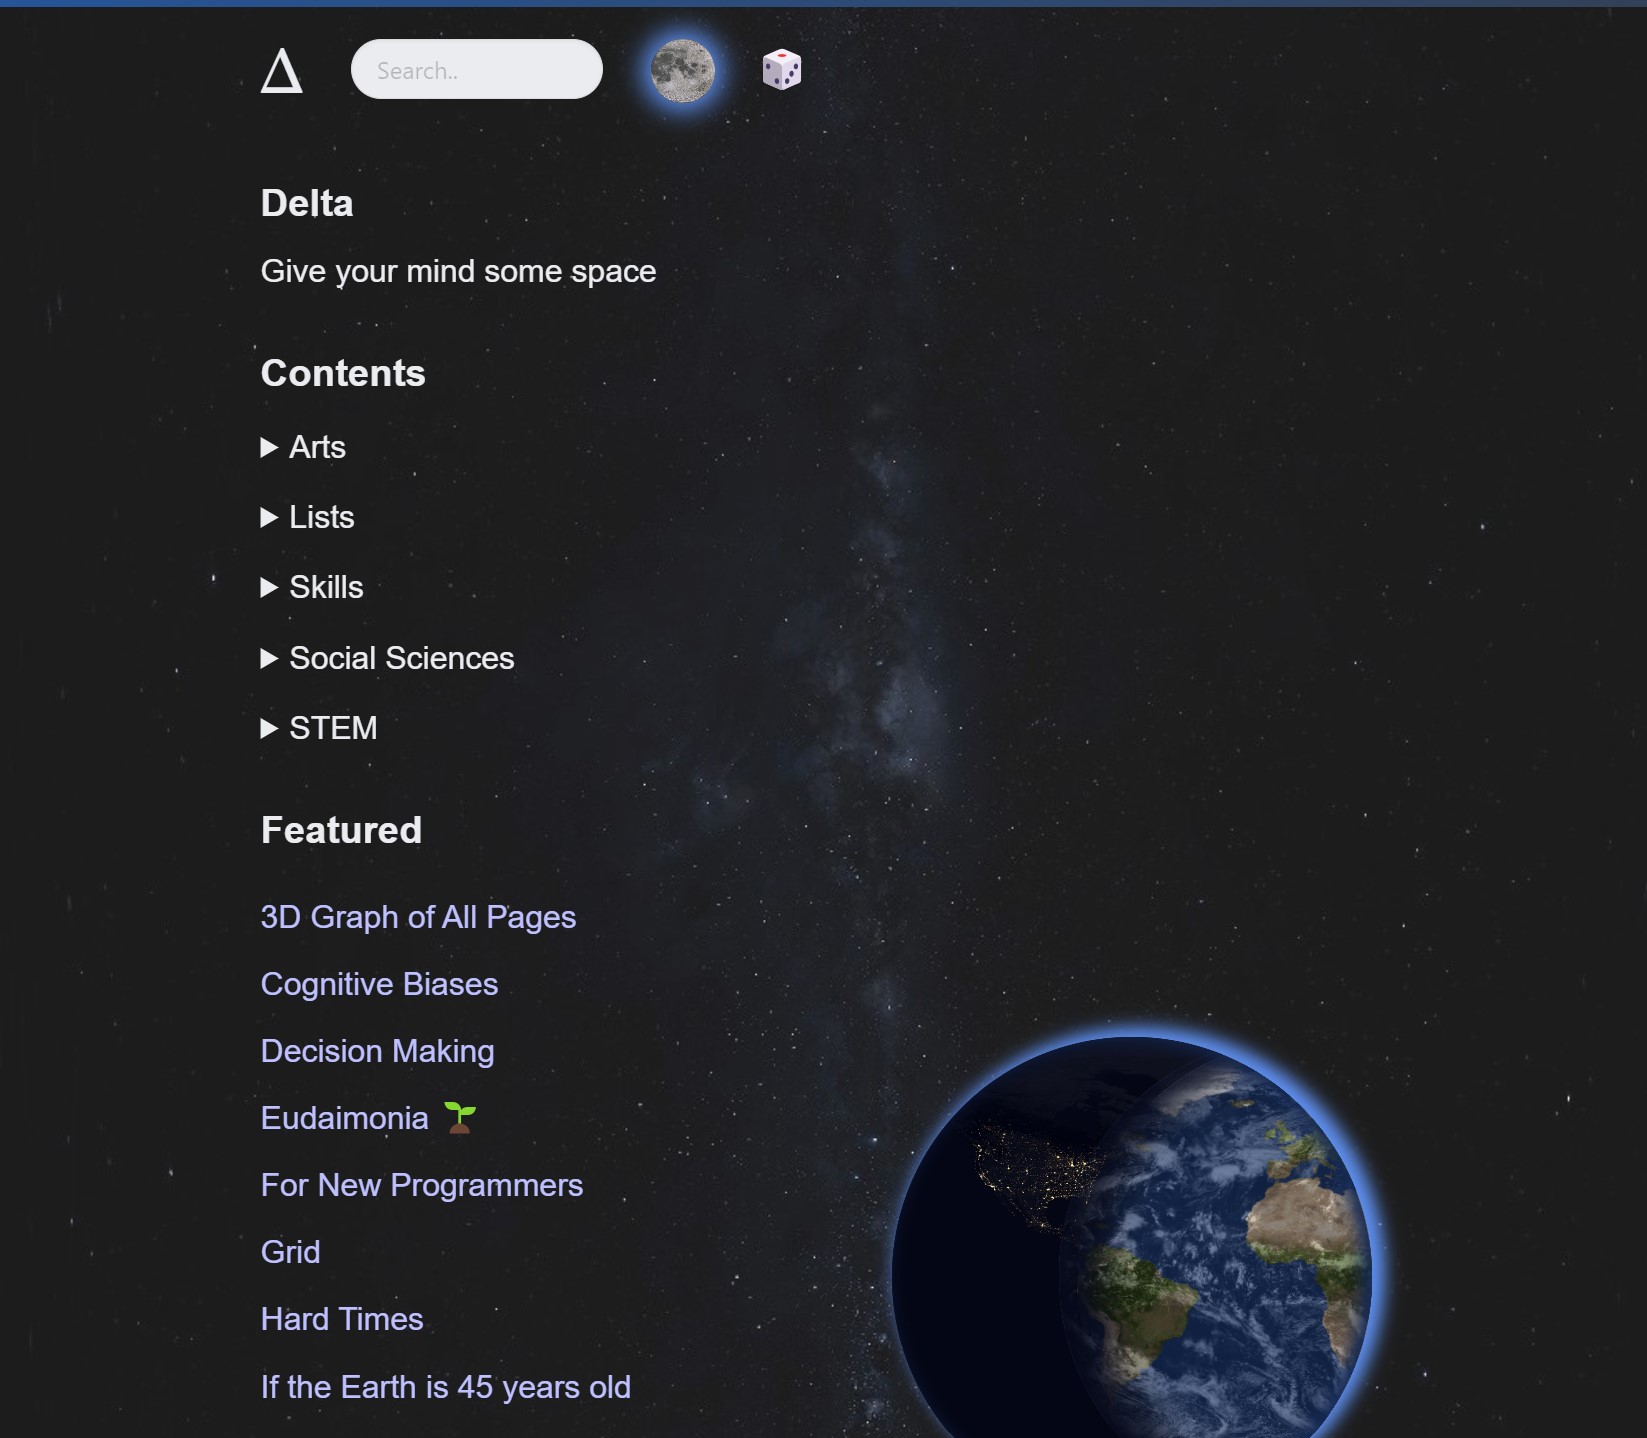 Δ
Search..
Delta
Give your mind some space
Contents
Arts
Lists
Skills
Social Sciences
STEM
Featured
3D Graph of All Pages
Cognitive Biases
Decision Making
Eudaimonia 🌱
For New Programmers
Grid
Hard Times
If the Earth is 45 years old